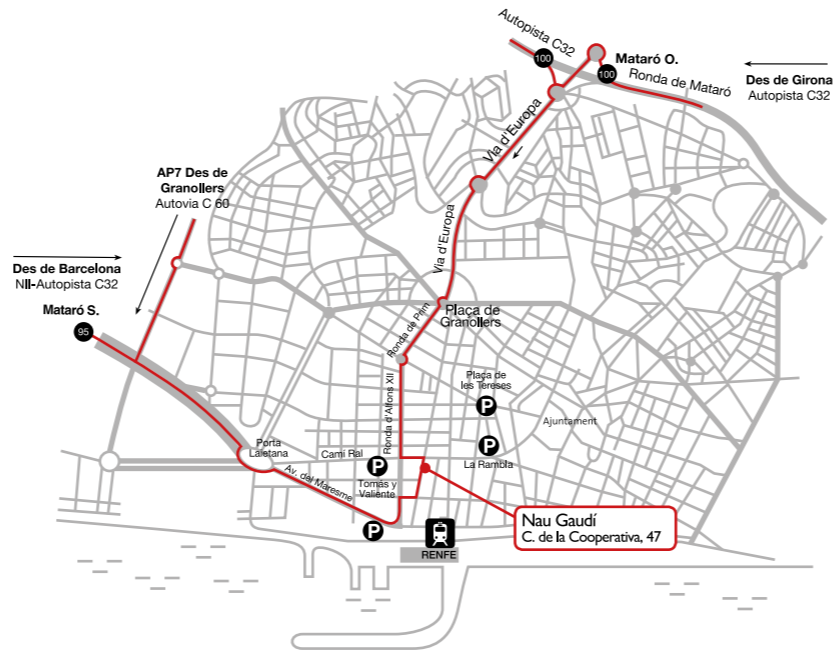 Autopista C32
100
Mataró O.
100
Ronda de Mataró
Des de Girona
Autopista C32
Via d'Europa
AP7 Des de
Granollers
Autovia C 60
Via d'Europa
Des de Barcelona
NII-Autopista C32
Mataró S.
95
Plaça de
Granollers
Ronda de Prim
Plaça de
les Tereses
P
Ronda d'Alfons XII
Ajuntament
Porta
Laietana
Camí Ral
P
P
La Rambla
Tomás y
Valiente
Av. del Maresme
P
RENFE
Nau Gaudí
C. de la Cooperativa, 47